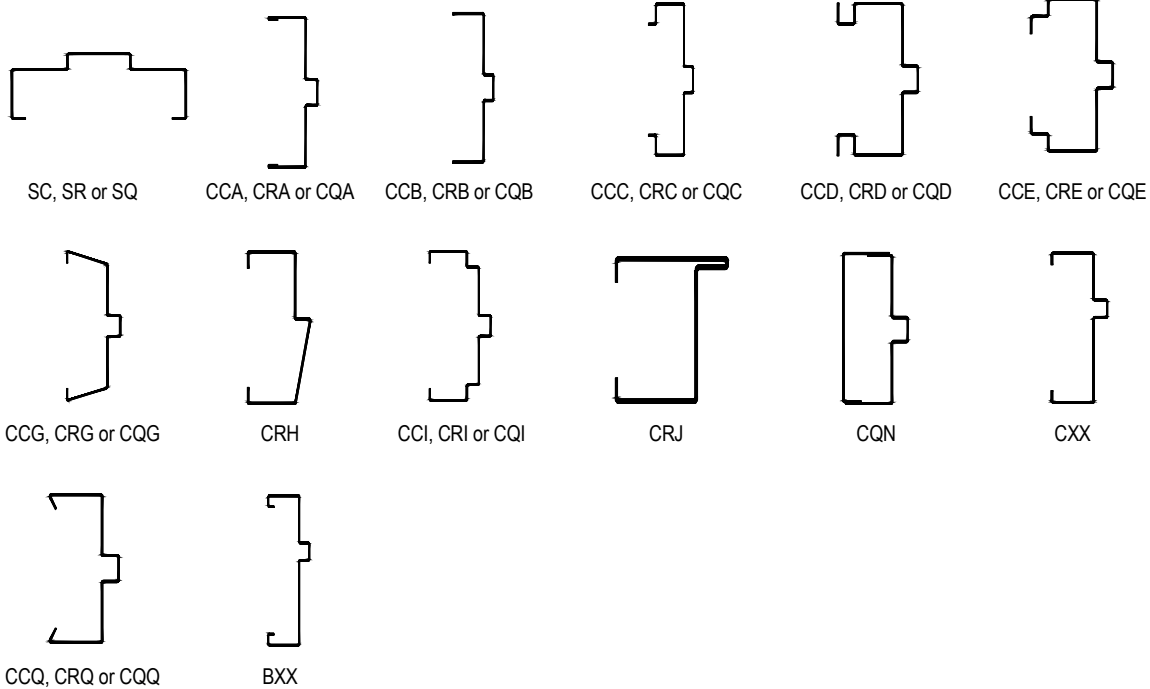 SC, SR or SQ
CCA, CRA or CQA
CCB, CRB or CQB
CCC, CRC or CQC
CCD, CRD or CQD
CCE, CRE or CQE
CCG, CRG or CQG
CRH
CCI, CRI or CQI
CRJ
CQN
CXX
CCQ, CRQ or CQQ
BXX